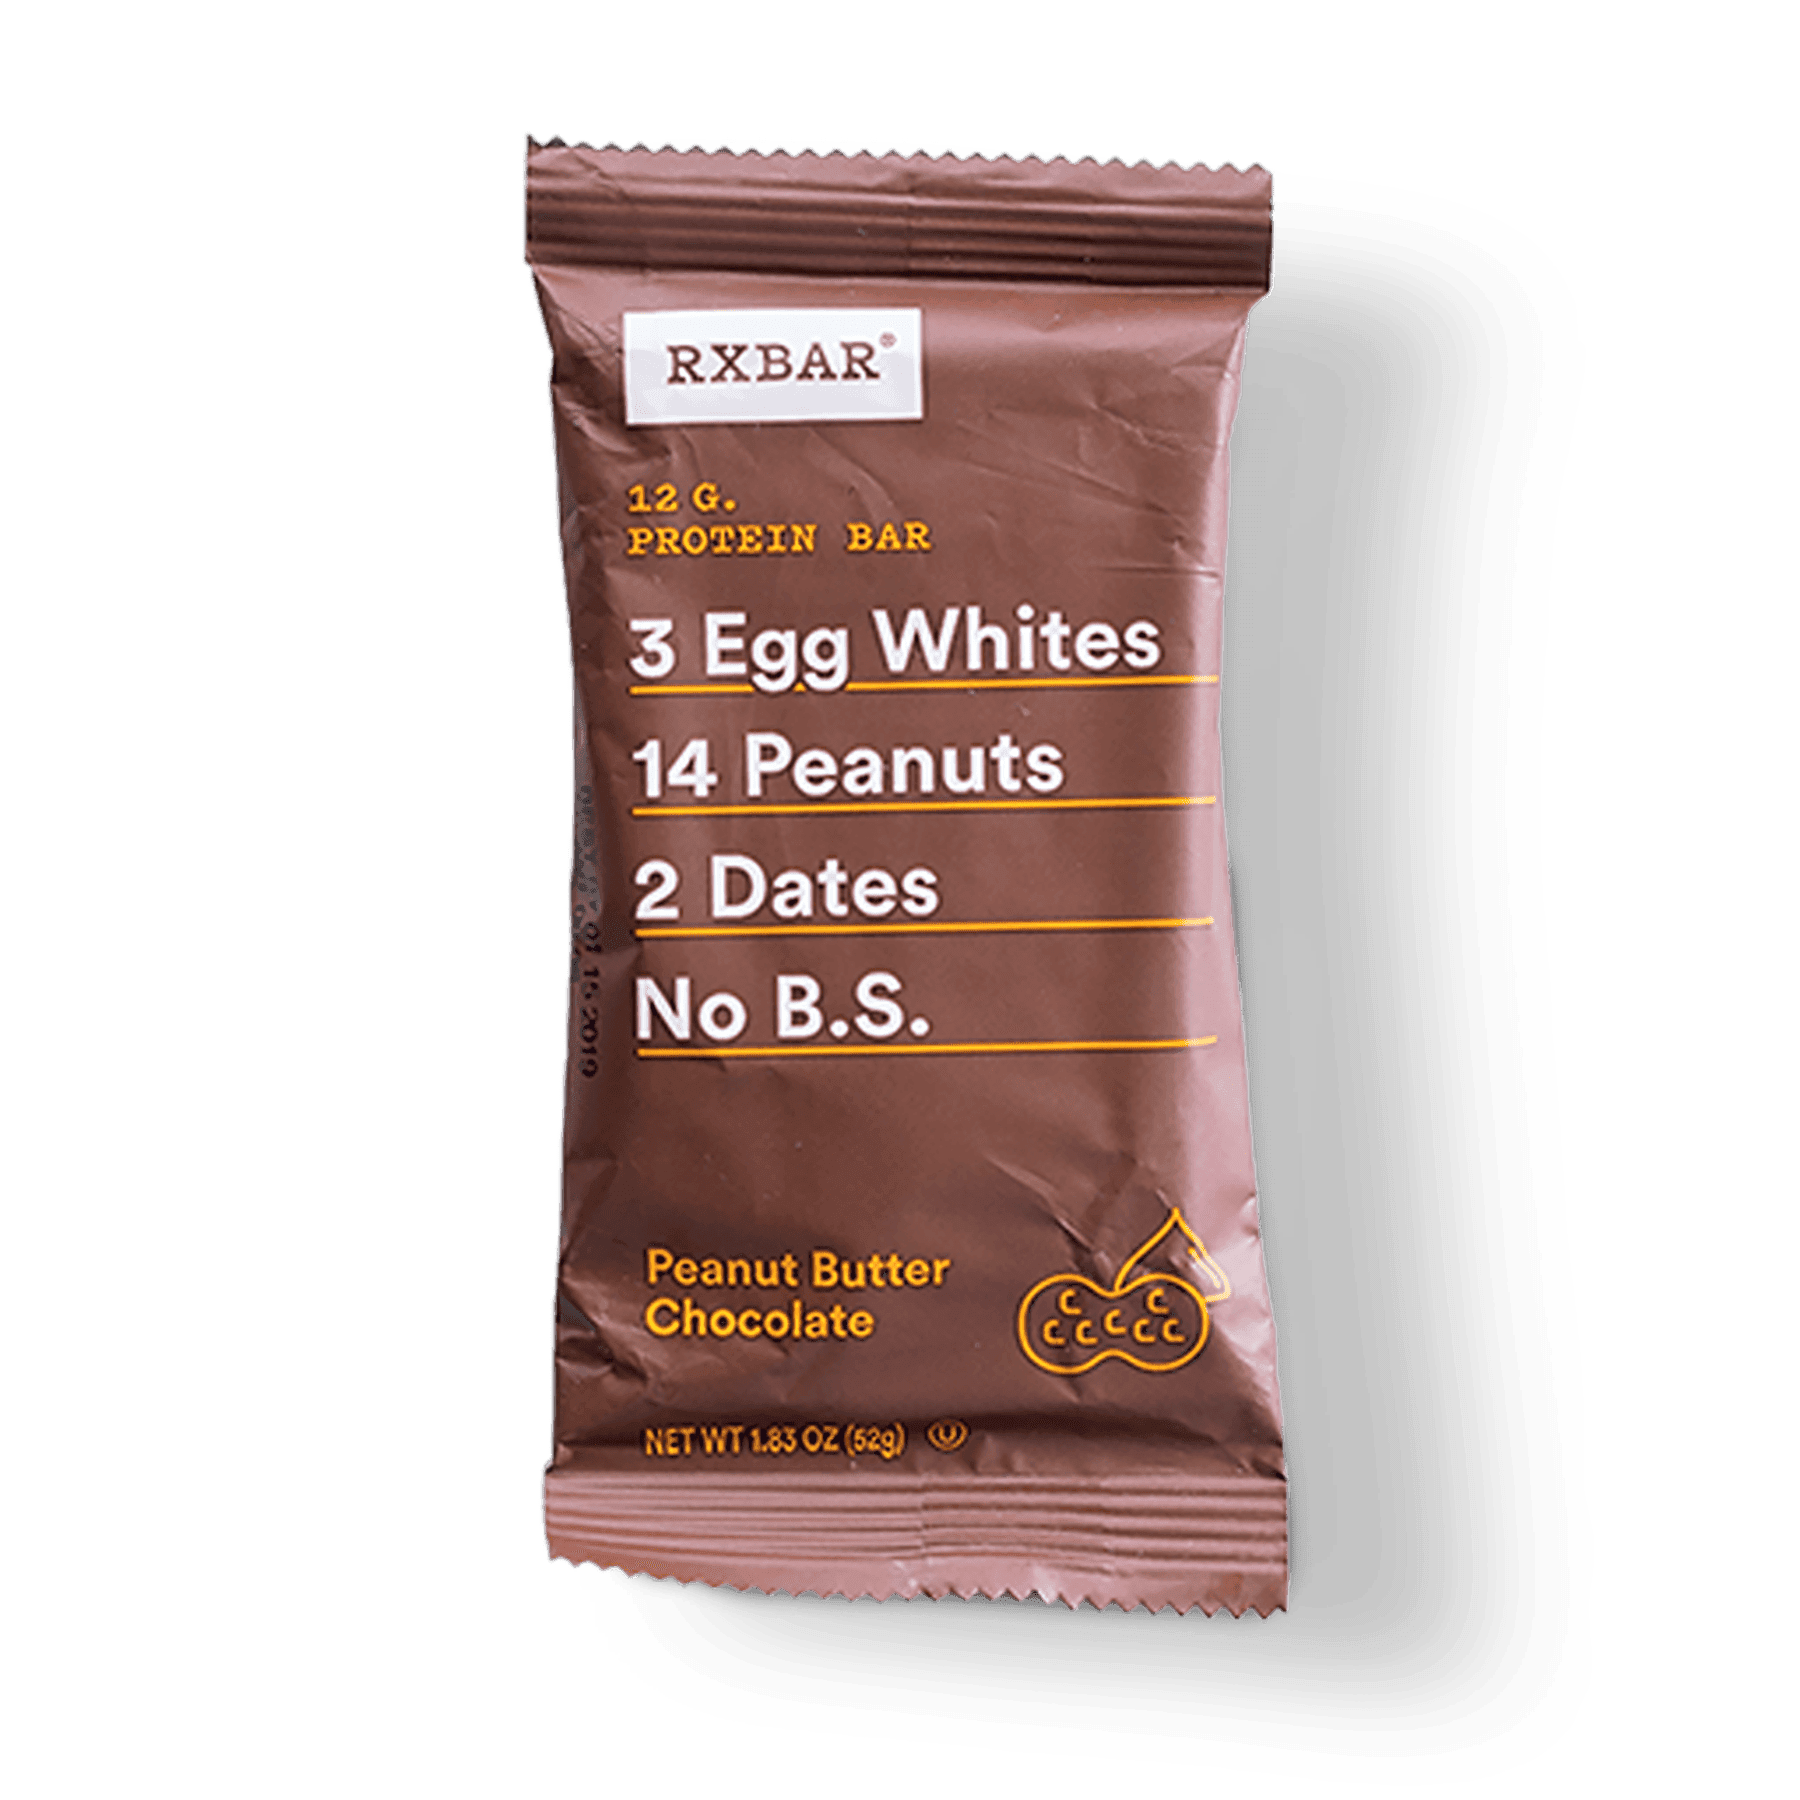 RXBAR®
12 G.
PROTEIN BAR
3 Egg Whites
14 Peanuts
2 Dates
No B.S.
Peanut Butter
Chocolate
NET WT 1.83 OZ (52g) U
2019